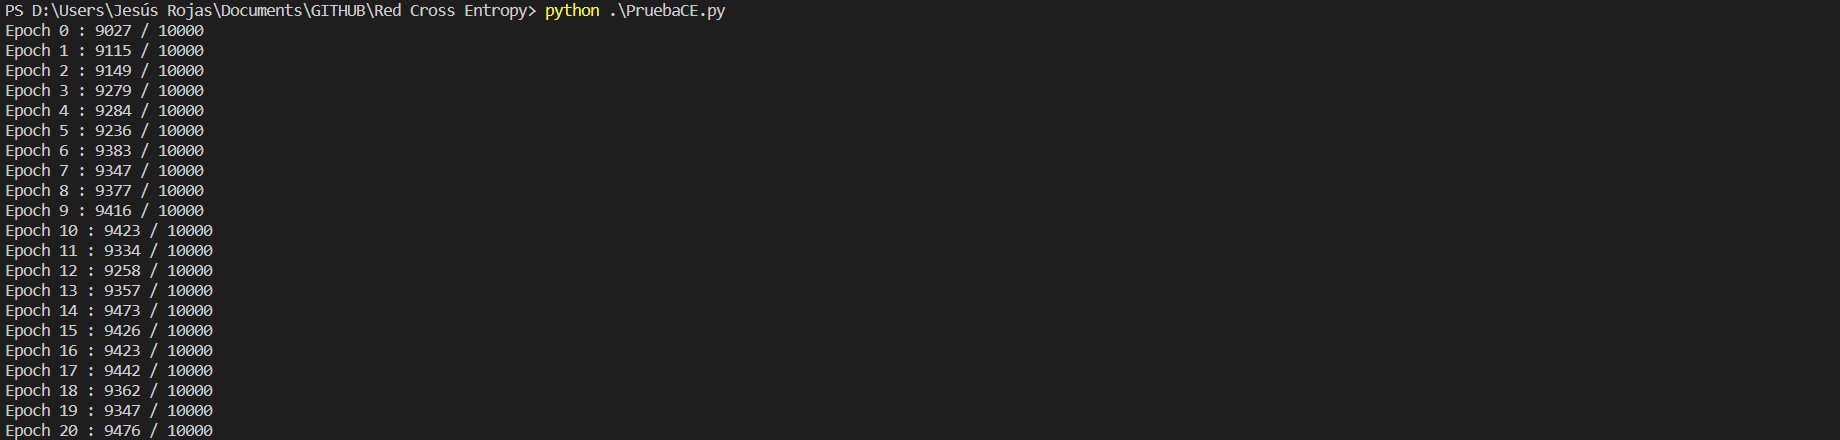 PS D:\Users\Jesús Rojas\Documents\GITHUB\Red Cross Entropy> python .\PruebaCE.py
Epoch 0 : 9027 / 10000
Epoch 1 : 9115 / 10000
Epoch 2 : 9149 / 10000
Epoch 3 : 9279 / 10000
Epoch 4 : 9284 / 10000
Epoch 5 : 9236 / 10000
Epoch 6 : 9383 / 10000
Epoch 7 : 9347 / 10000
Epoch 8 : 9377 / 10000
Epoch 9 : 9416 / 10000
Epoch 10 : 9423 / 10000
Epoch 11 : 9334 / 10000
Epoch 12 : 9258 / 10000
Epoch 13 : 9357 / 10000
Epoch 14 : 9473 / 10000
Epoch 15 : 9426 / 10000
Epoch 16 : 9423 / 10000
Epoch 17 : 9442 / 10000
Epoch 18 : 9362 / 10000
Epoch 19 : 9347 / 10000
Epoch 20 : 9476 / 10000